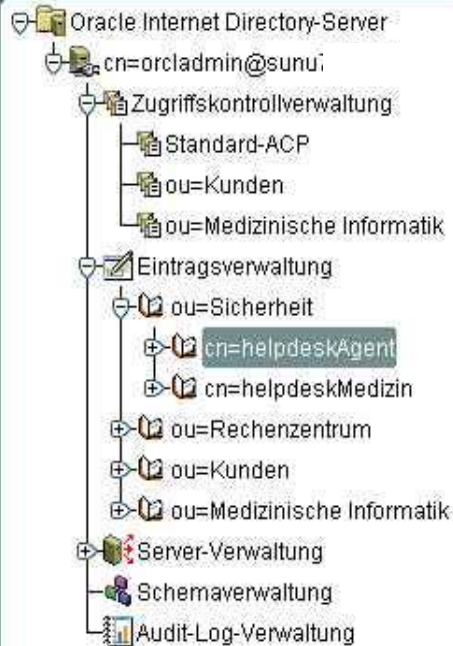 Oracle Internet Directory-Server
cn=orcladmin@sunu
Zugriffskontrollverwaltung
Standard-ACP
ou=Kunden
ou=Medizinische Informatik
Eintragsverwaltung
ou=Sicherheit
cn=helpdeskAgent
cn=helpdeskMedizin
ou=Rechenzentrum
ou=Kunden
ou=Medizinische Informatik
Server-Verwaltung
Schemaverwaltung
Audit-Log-Verwaltung